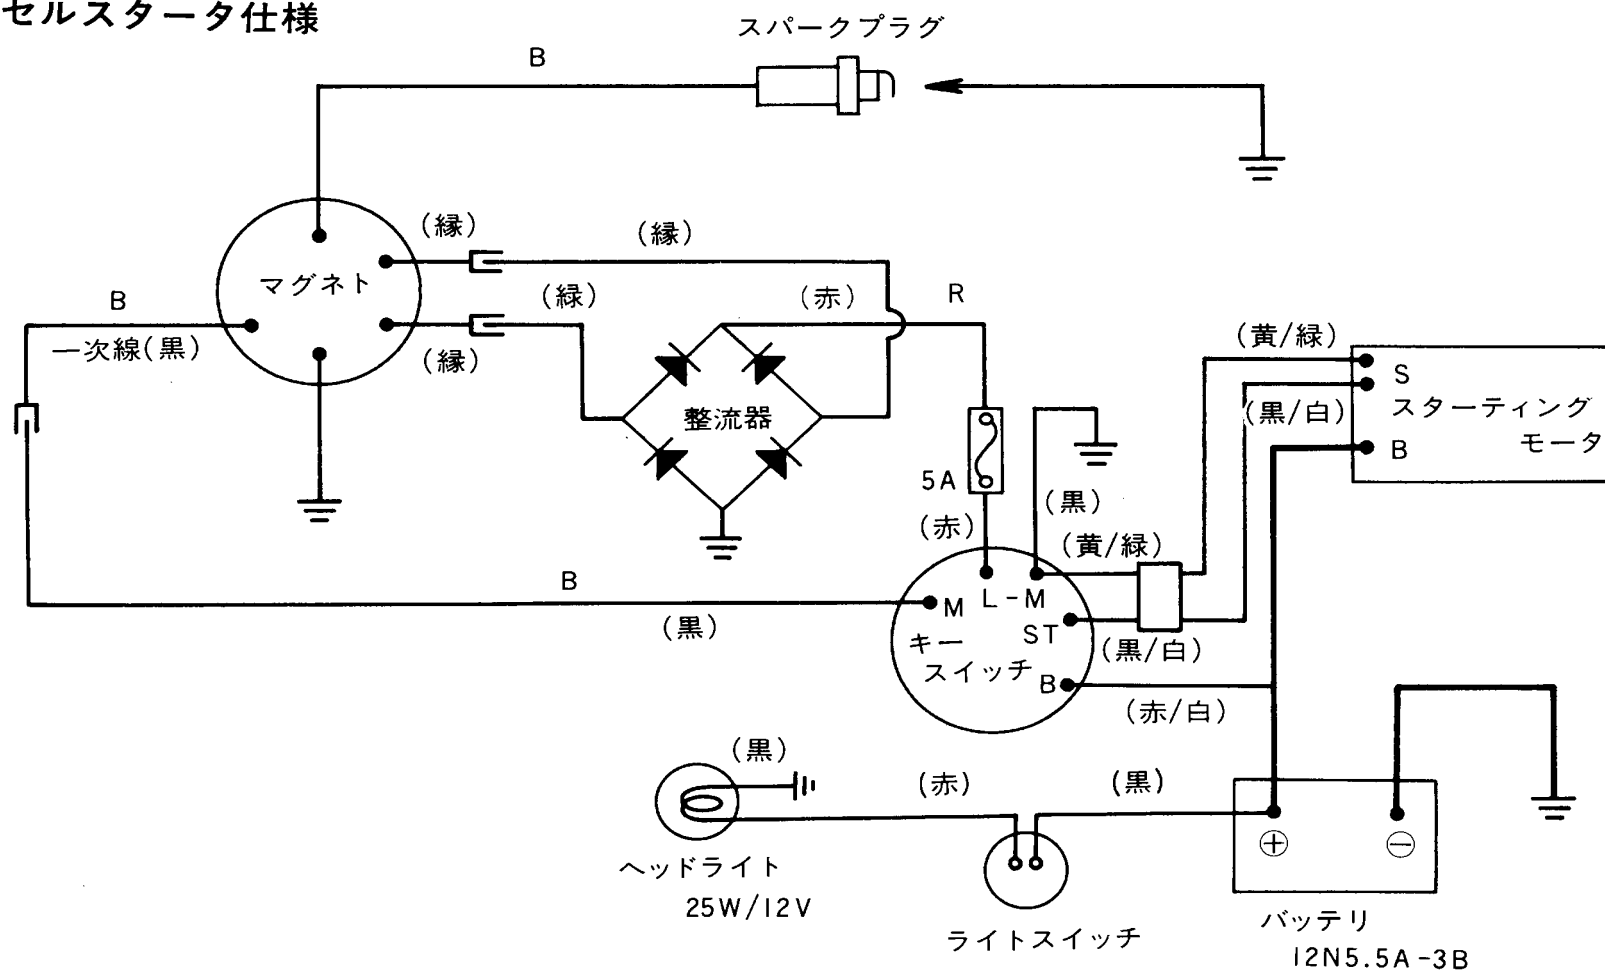 セルスタータ仕様
スパークプラグ
B
(縁)
(縁)
マグネト
B
(緑)
(赤)
R
一次線(黒)
(縁)
(黄/緑)
S
(黒/白)
スターティング
モータ
B
整流器
5A
(黒)
(赤)
(黄/緑)
B
(黒)
M
L-M
ST
キー
スイッチ
(黒/白)
B
(赤/白)
(黒)
(赤)
(黒)
⊕
⊖
ヘッドライト
25W/12V
ライトスイッチ
バッテリ
12N5.5A-3B